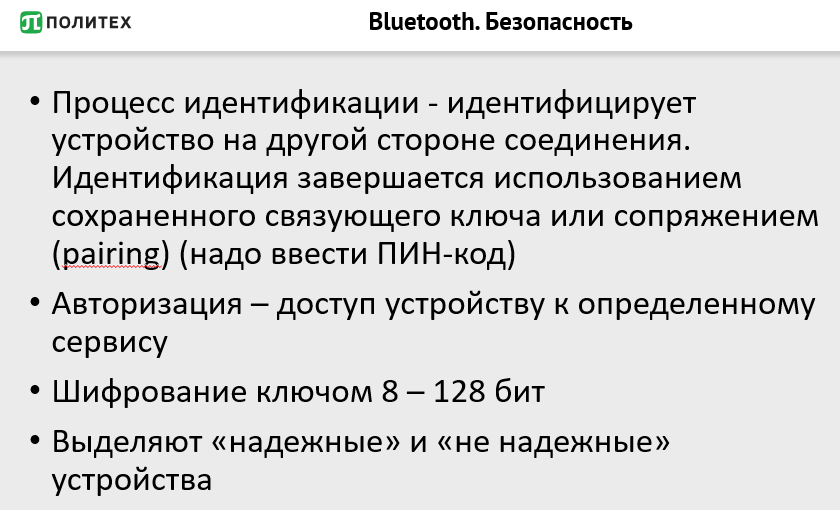 ПОЛИТЕХ
Bluetooth. Безопасность
• Процесс идентификации - идентифицирует
устройство на другой стороне соединения.
Идентификация завершается использованием
сохраненного связующего ключа или сопряжением
(pairing) (надо ввести ПИН-код)
• Авторизация – доступ устройству к определенному
сервису
• Шифрование ключом 8 – 128 бит
• Выделяют «надежные» и «не надежные»
устройства